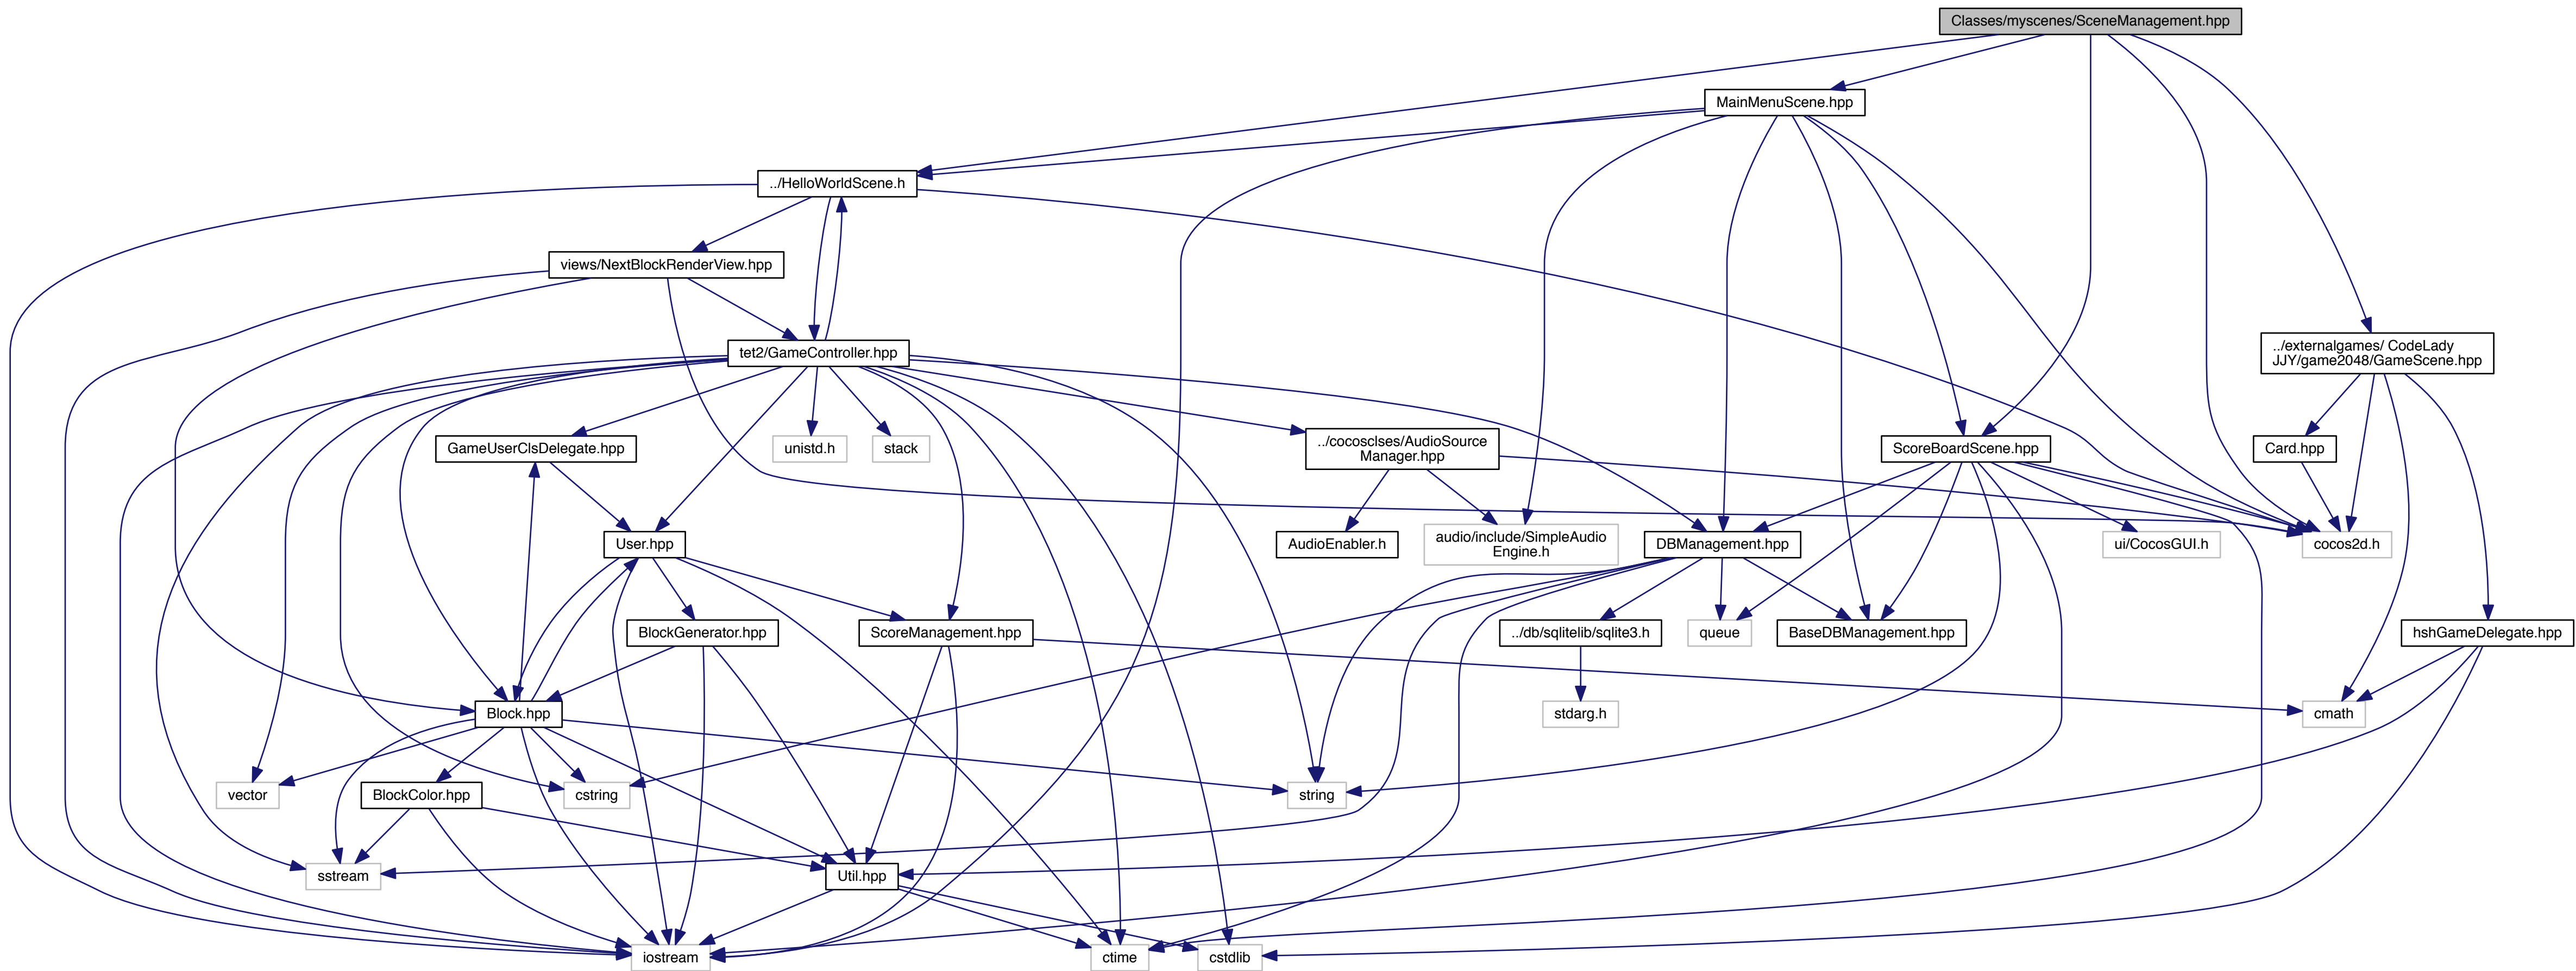 Classes/myscenes/SceneManagement.hpp
MainMenuScene.hpp
../HelloWorldScene.h
views/NextBlockRenderView.hpp
tet2/GameController.hpp
../externalgames/ CodeLady
JJY/game2048/GameScene.hpp
GameUserClsDelegate.hpp
unistd.h
stack
../cocosclses/AudioSource
Manager.hpp
ScoreBoardScene.hpp
Card.hpp
User.hpp
AudioEnabler.h
audio/include/SimpleAudio
Engine.h
DBManagement.hpp
ui/CocosGUI.h
cocos2d.h
BlockGenerator.hpp
ScoreManagement.hpp
../db/sqlitelib/sqlite3.h
queue
BaseDBManagement.hpp
hshGameDelegate.hpp
Block.hpp
stdarg.h
cmath
vector
BlockColor.hpp
cstring
string
sstream
Util.hpp
iostream
ctime
cstdlib